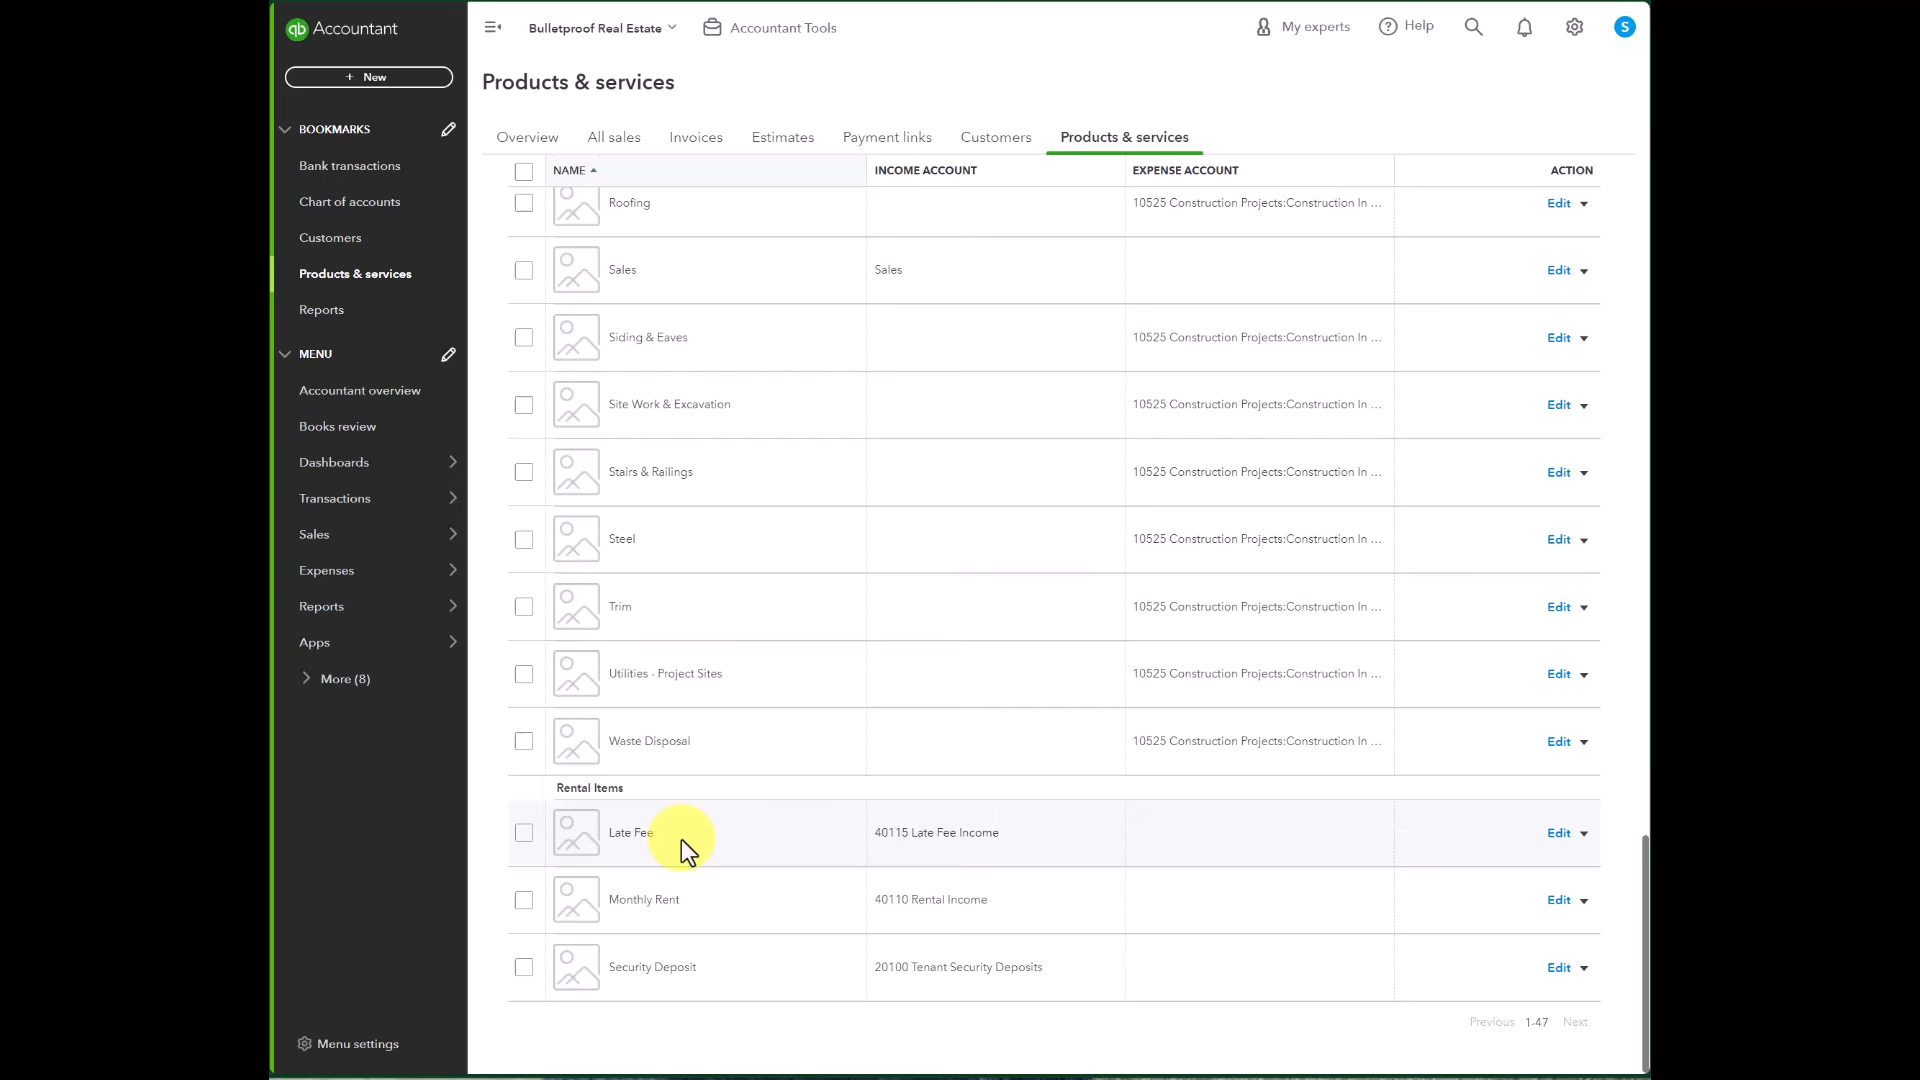 qb Accountant
+ New
BOOKMARKS
Bank transactions
Chart of accounts
Customers
Products & services
Reports
MENU
Accountant overview
Books review
Dashboards
Transactions
Sales
Expenses
Reports
Apps
More (8)
Menu settings
Bulletproof Real Estate
Accountant Tools
My experts
Help
S
Products & services
Overview All sales Invoices Estimates Payment links Customers Products & services
NAME INCOME ACCOUNT EXPENSE ACCOUNT ACTION
Roofing 10525 Construction Projects:Construction In ... Edit
Sales Sales Edit
Siding & Eaves 10525 Construction Projects:Construction In ... Edit
Site Work & Excavation 10525 Construction Projects:Construction In ... Edit
Stairs & Railings 10525 Construction Projects:Construction In ... Edit
Steel 10525 Construction Projects:Construction In ... Edit
Trim 10525 Construction Projects:Construction In ... Edit
Utilities - Project Sites 10525 Construction Projects:Construction In ... Edit
Waste Disposal 10525 Construction Projects:Construction In ... Edit
Rental Items
Late Fee 40115 Late Fee Income Edit
Monthly Rent 40110 Rental Income Edit
Security Deposit 20100 Tenant Security Deposits Edit
Previous 1-47 Next